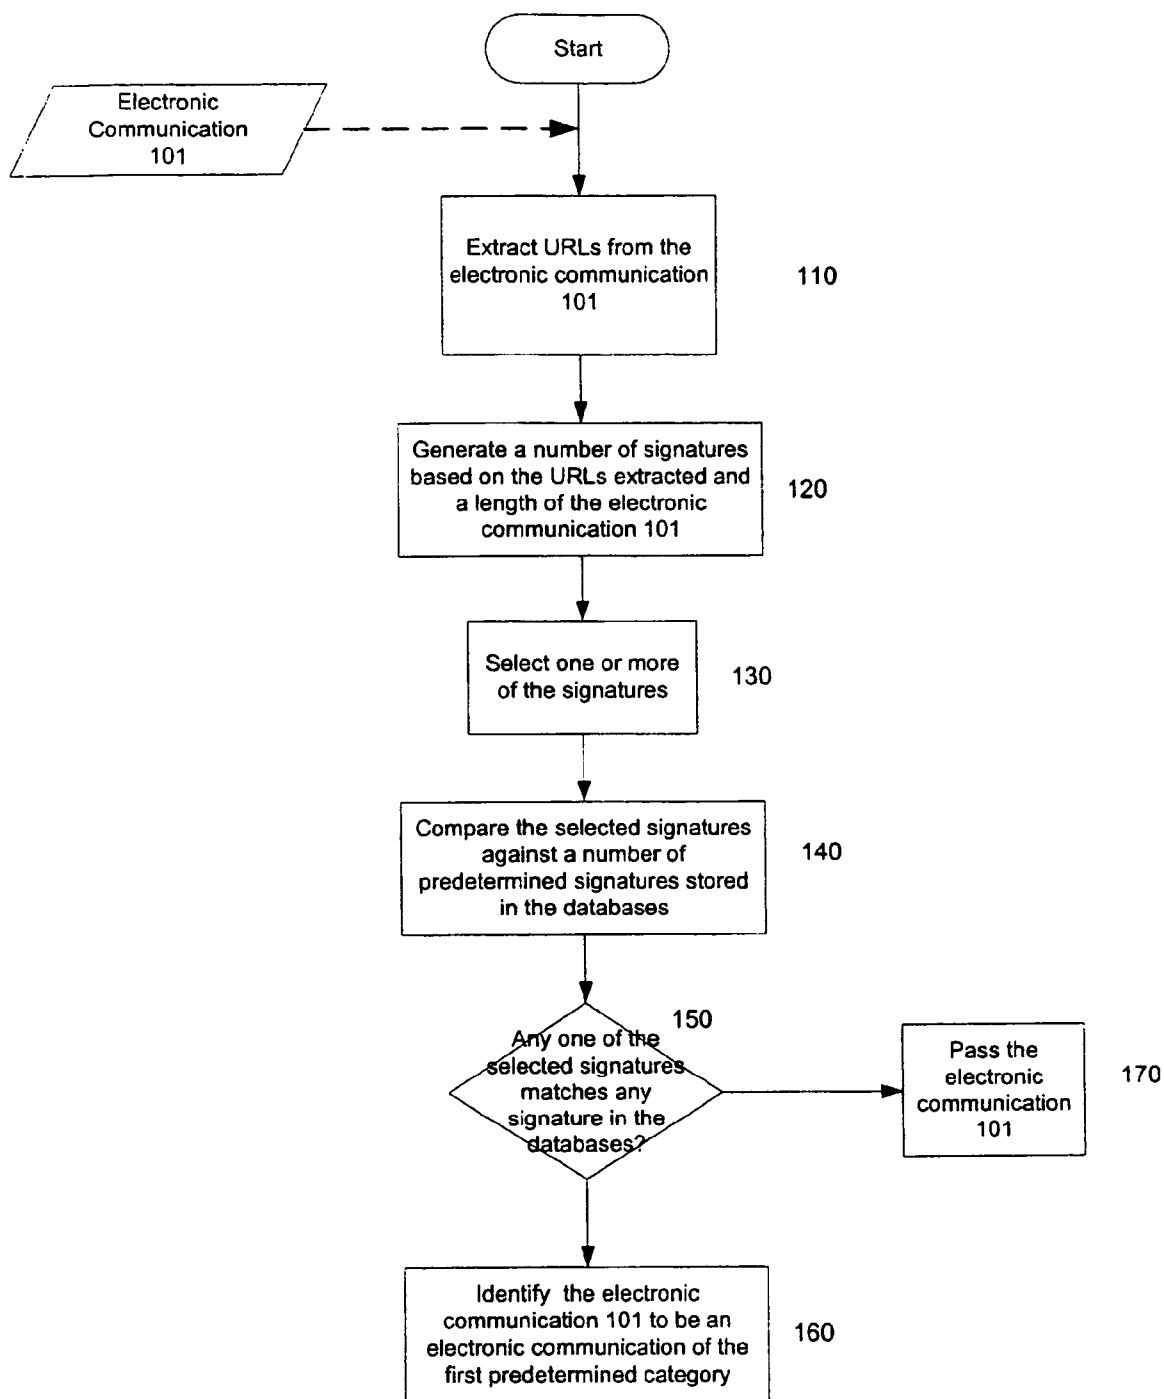 Start
Electronic
Communication
101
Extract URLs from the
electronic communication
101
110
Generate a number of signatures
based on the URLs extracted and
a length of the electronic
communication 101
120
Select one or more
of the signatures
130
Compare the selected signatures
against a number of
predetermined signatures stored
in the databases
140
150
Any one of the
selected signatures
matches any
signature in the
databases?
Pass the
electronic
communication
101
170
Identify the electronic
communication 101 to be an
electronic communication of the
first predetermined category
160